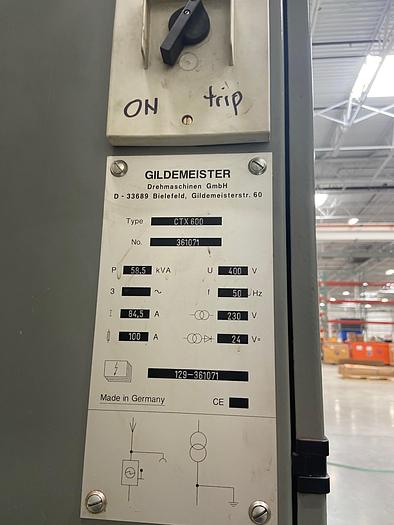 ON trip
GILDEMEISTER
Drehmaschinen GmbH
D - 33689 Bielefeld, Gildemeisterstr. 60
Type CTX 600
No. 361071
P 58,5 kVA U 400 V
3 ~ f 50 Hz
I 84,5 A 230 V
100 A 24 V=
129-361071
Made in Germany CE